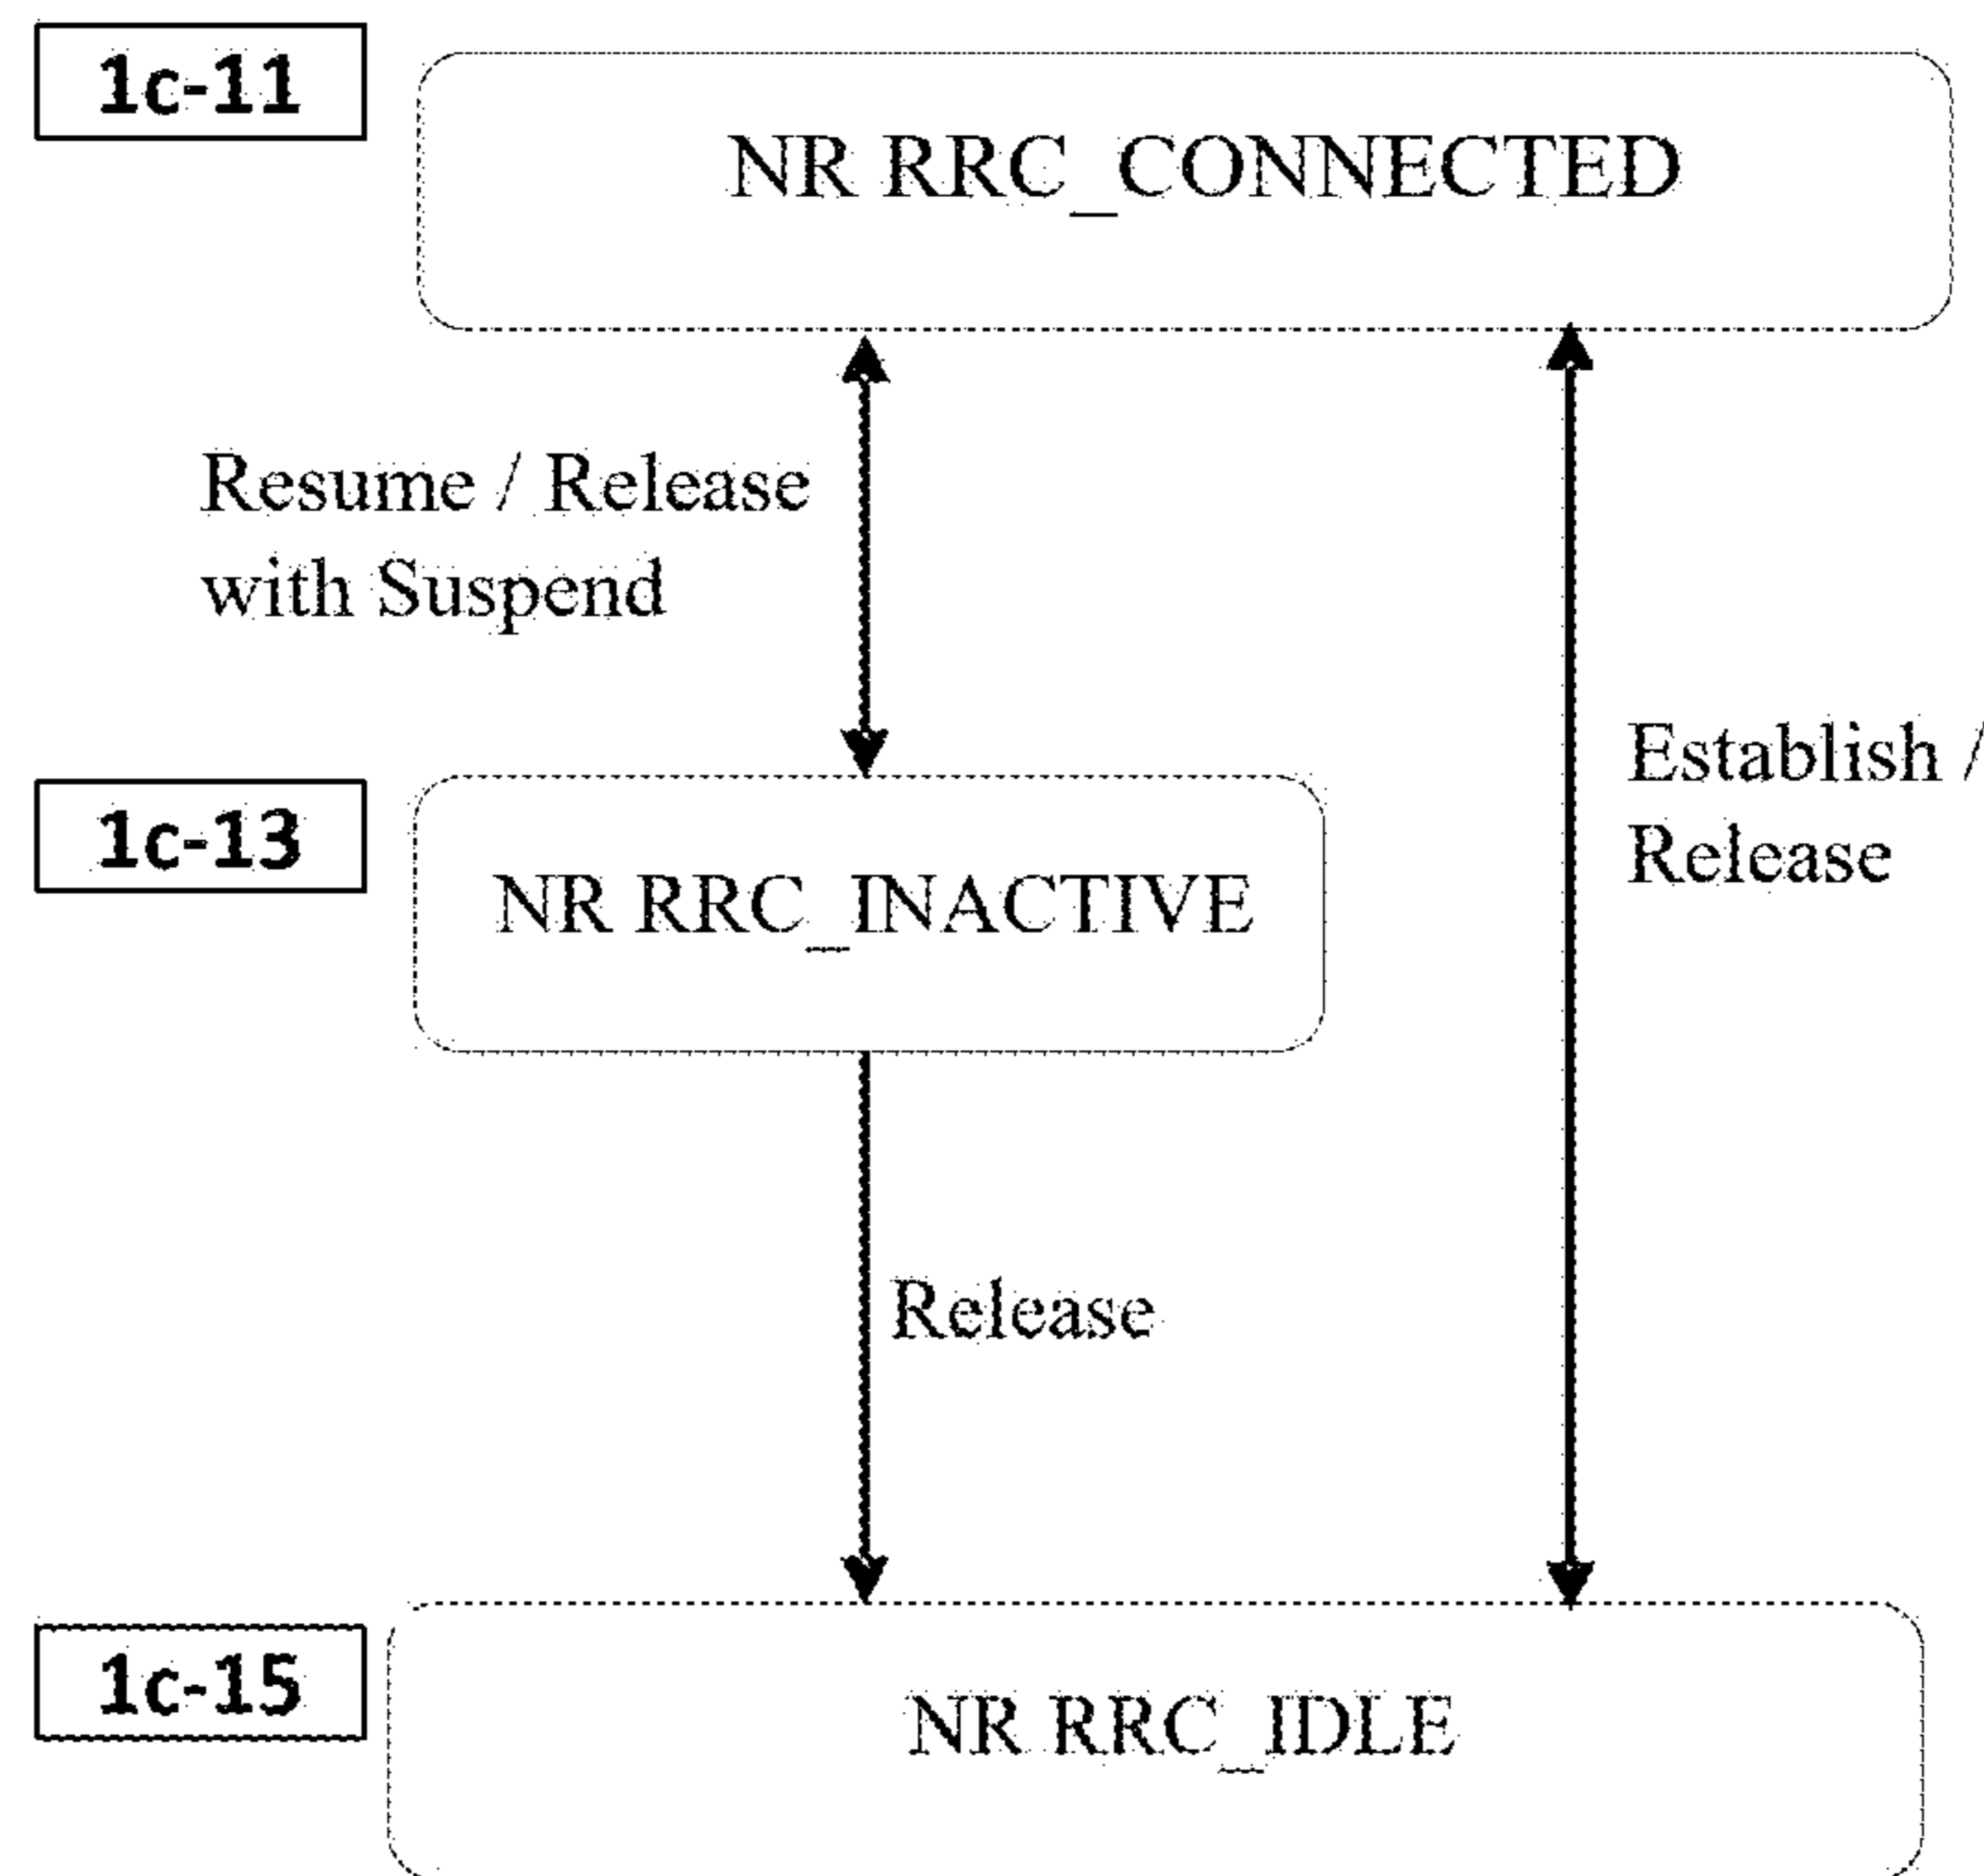 1c-11
NR RRC_CONNECTED
Resume / Release
with Suspend
Establish /
Release
1c-13
NR RRC_INACTIVE
Release
1c-15
NR RRC_IDLE